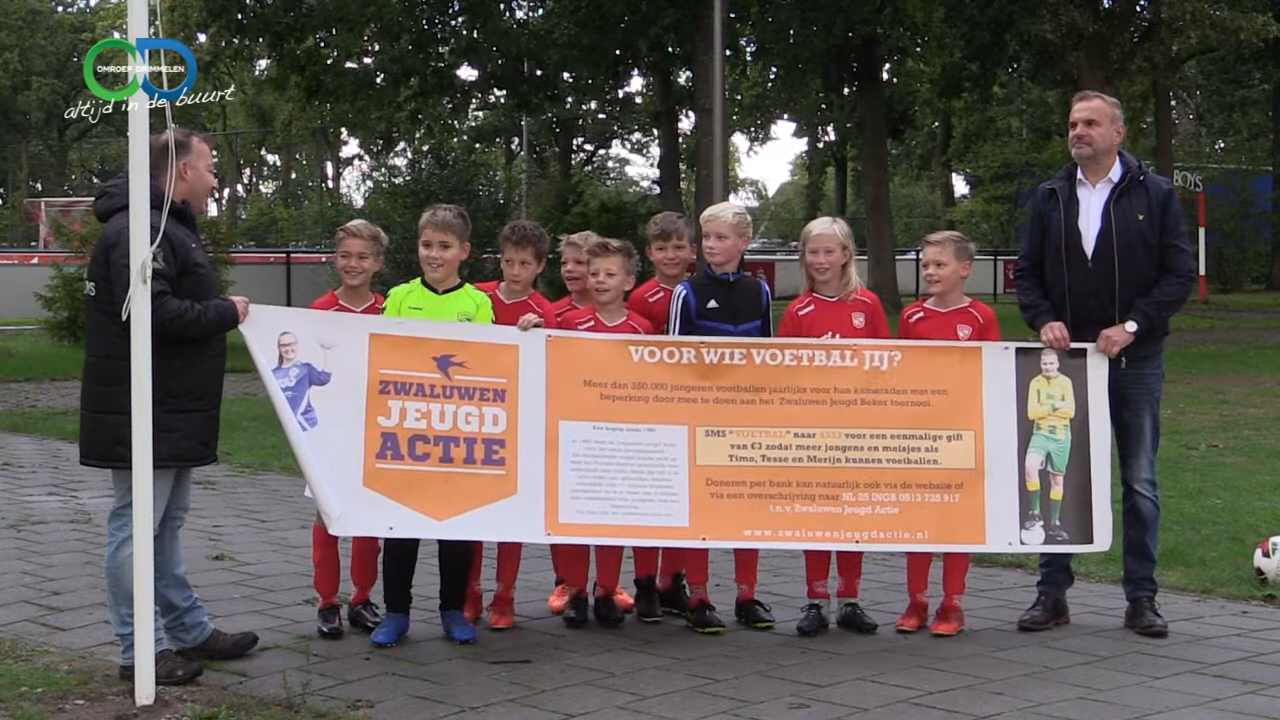 OMROEP DRIMMELEN
altijd in de buurt
BOYS
ZWALUWEN
JEUGD
ACTIE
VOOR WIE VOETBAL JIJ?
Meer dan 350.000 jongeren voetballen jaarlijks voor hun kameraden met een
beperking door mee te doen aan het Zwaluwen Jeugd Beker toernooi.
SMS "VOETBAL" naar 4333 voor een eenmalige gift
van €3 zodat meer jongens en meisjes als
Timo, Tesse en Merijn kunnen voetballen.
Doneren per bank kan natuurlijk ook via de website of
via een overschrijving naar NL 25 INGB 0513 735 917
t.n.v. Zwaluwen Jeugd Actie
www.zwaluwenjeugdactie.nl